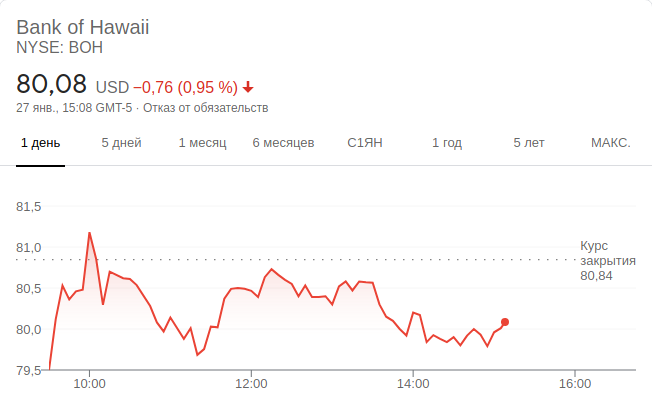 Bank of Hawaii
NYSE: BOH
80,08 USD −0,76 (0,95 %)
27 янв., 15:08 GMT-5 · Отказ от обязательств
1 день 5 дней 1 месяц 6 месяцев С1ЯН 1 год 5 лет МАКС.
81,5
81,0
80,5
80,0
79,5
Курс
закрытия
80,84
10:00 12:00 14:00 16:00